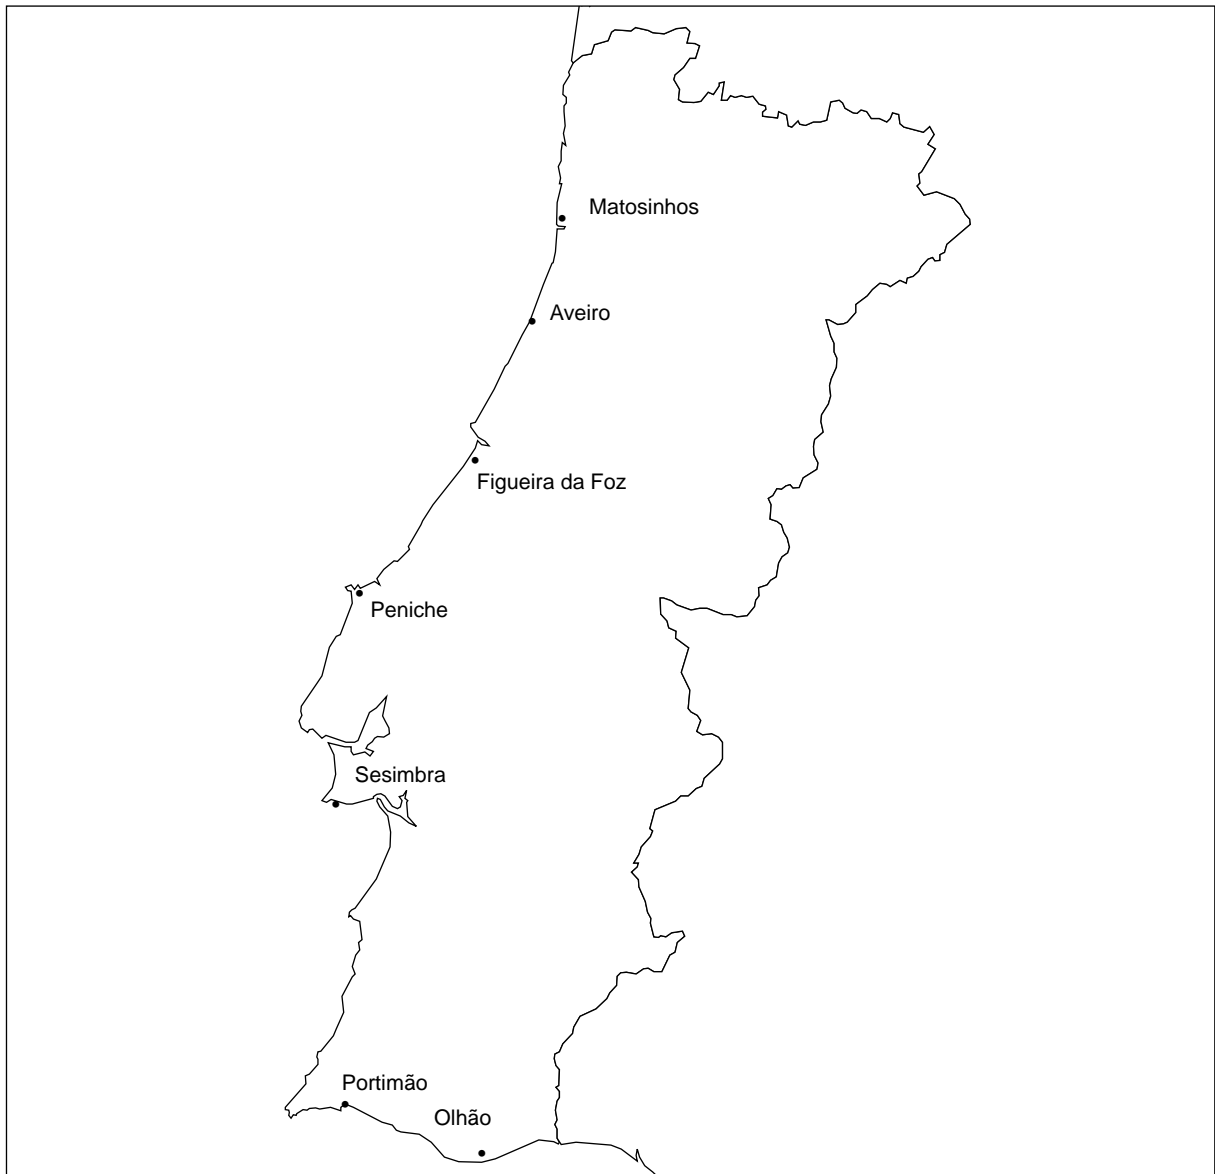 Matosinhos
Aveiro
Figueira da Foz
Peniche
Sesimbra
Portimão
Olhão